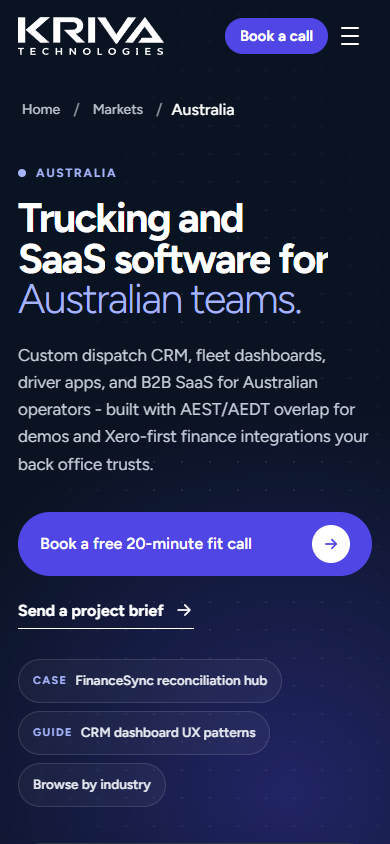 KRIVA
TECHNOLOGIES
Book a call
Home / Markets / Australia
AUSTRALIA
Trucking and
SaaS software for
Australian teams.
Custom dispatch CRM, fleet dashboards,
driver apps, and B2B SaaS for Australian
operators - built with AEST/AEDT overlap for
demos and Xero-first finance integrations your
back office trusts.
Book a free 20-minute fit call →
Send a project brief →
CASE FinanceSync reconciliation hub
GUIDE CRM dashboard UX patterns
Browse by industry